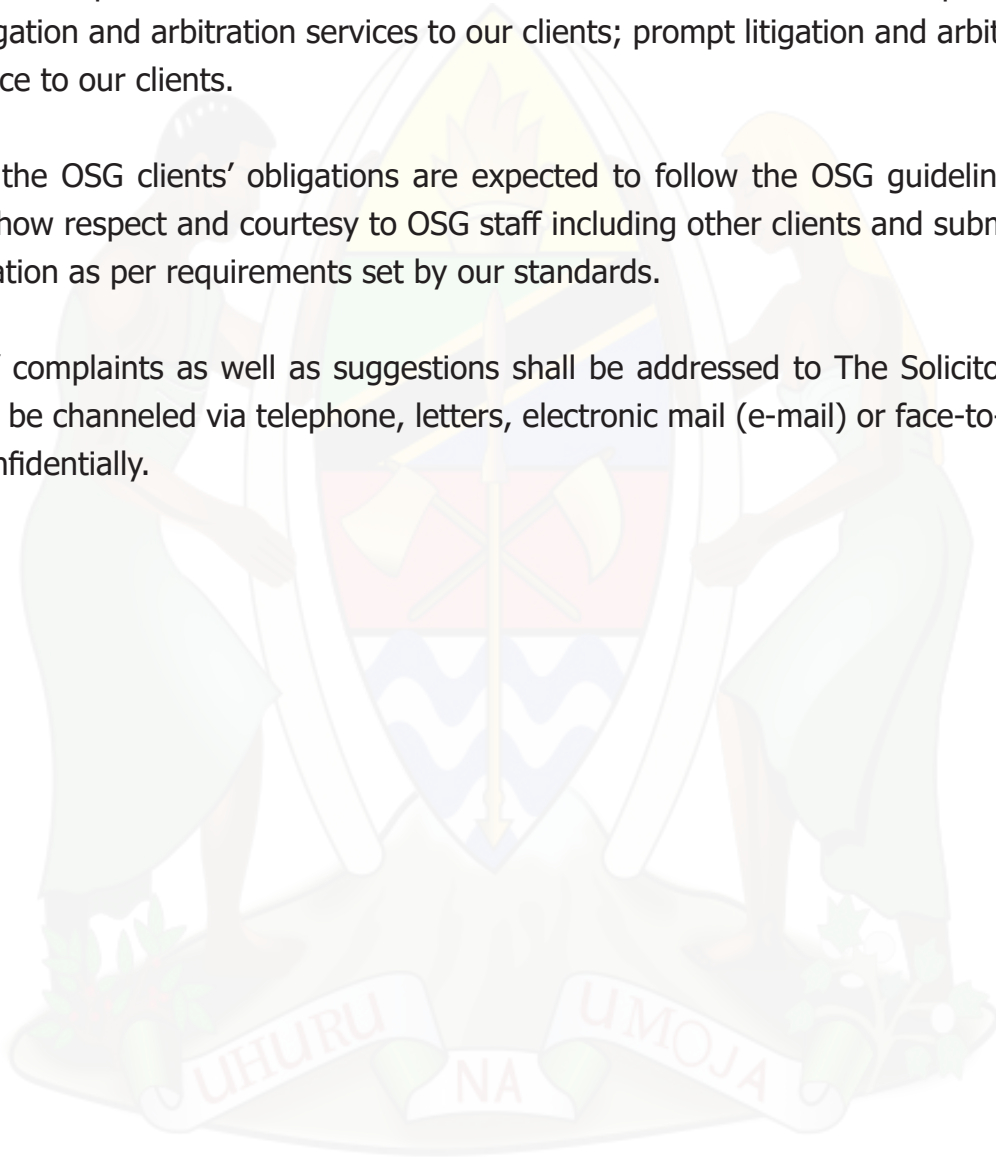 gation and arbitration services to our clients; prompt litigation and arbit
ce to our clients.
the OSG clients’ obligations are expected to follow the OSG guidelin
how respect and courtesy to OSG staff including other clients and subm
ation as per requirements set by our standards.
complaints as well as suggestions shall be addressed to The Solicito
be channeled via telephone, letters, electronic mail (e-mail) or face-to-
nfidentially.
UHURU NA UMOJA